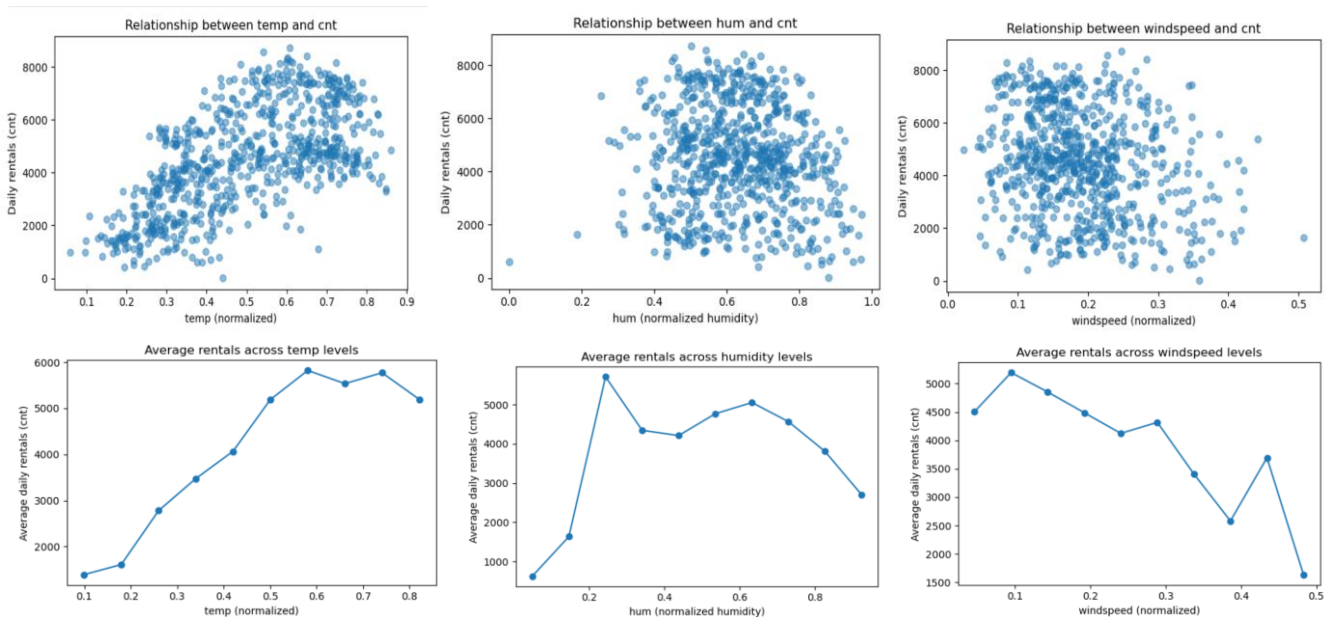 Relationship between temp and cnt
Daily rentals (cnt)
8000
6000
4000
2000
0
0.1 0.2 0.3 0.4 0.5 0.6 0.7 0.8 0.9
temp (normalized)
Relationship between hum and cnt
Daily rentals (cnt)
8000
6000
4000
2000
0
0.0 0.2 0.4 0.6 0.8 1.0
hum (normalized humidity)
Relationship between windspeed and cnt
Daily rentals (cnt)
8000
6000
4000
2000
0
0.0 0.1 0.2 0.3 0.4 0.5
windspeed (normalized)
Average rentals across temp levels
Average daily rentals (cnt)
6000
5000
4000
3000
2000
0.1 0.2 0.3 0.4 0.5 0.6 0.7 0.8
temp (normalized)
Average rentals across humidity levels
Average daily rentals (cnt)
5000
4000
3000
2000
1000
0.2 0.4 0.6 0.8
hum (normalized humidity)
Average rentals across windspeed levels
Average daily rentals (cnt)
5000
4500
4000
3500
3000
2500
2000
1500
0.1 0.2 0.3 0.4 0.5
windspeed (normalized)